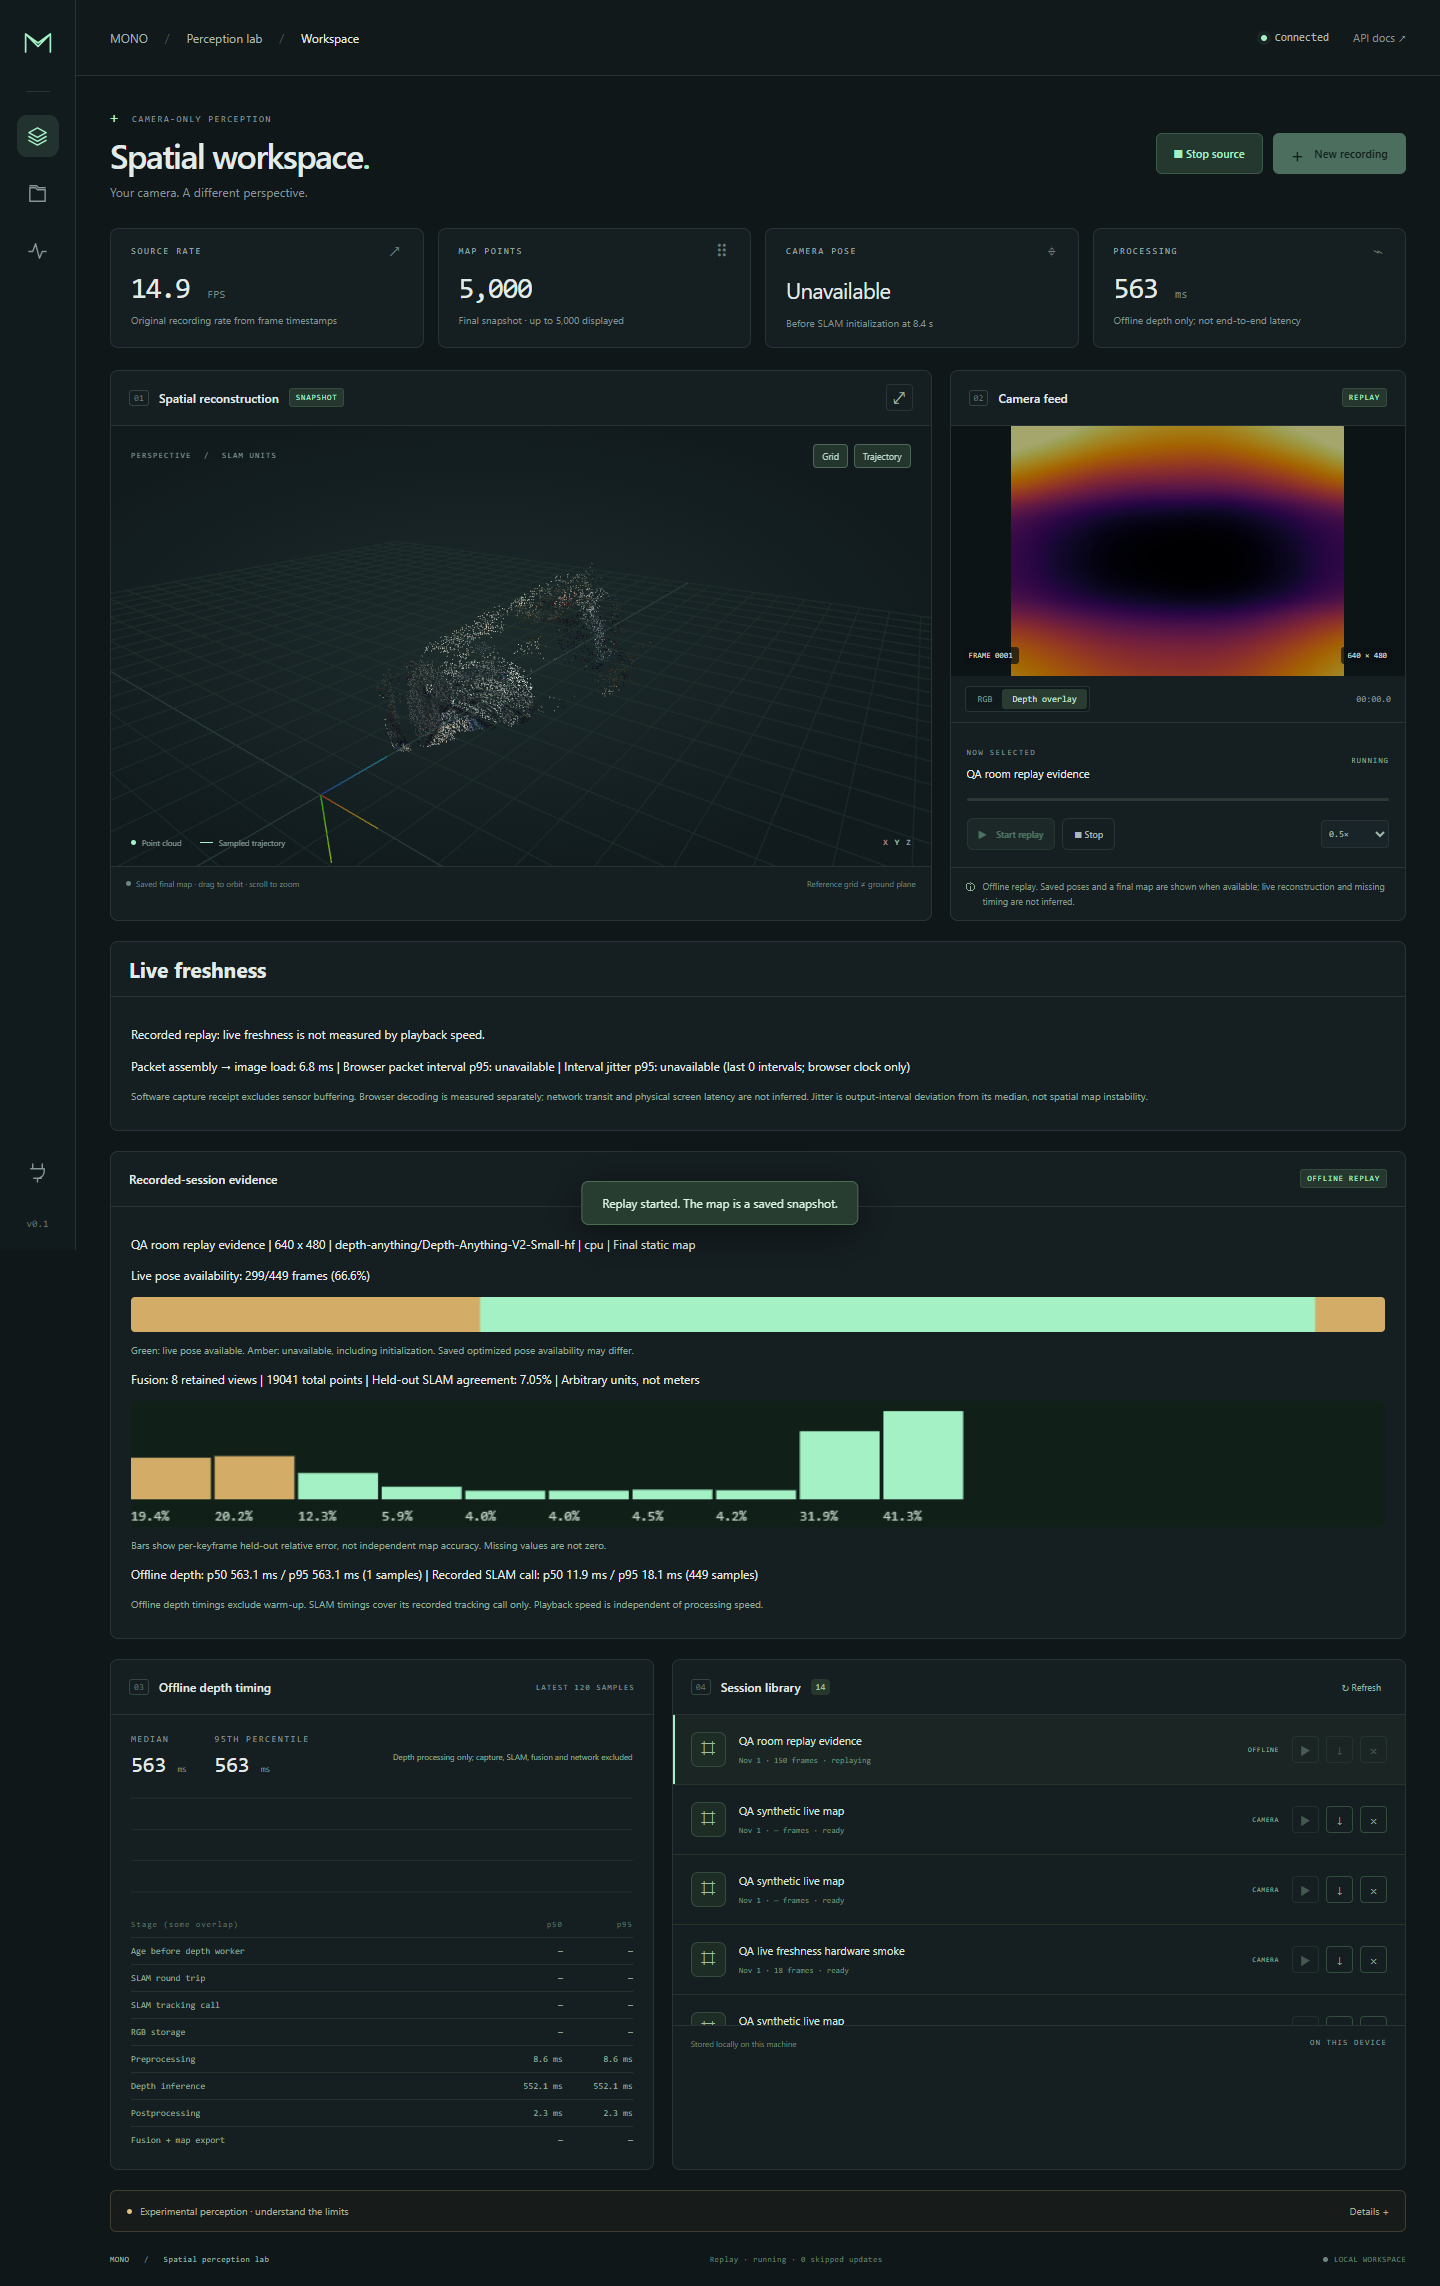 MONO / Perception lab / Workspace
Connected API docs ↗
+ CAMERA-ONLY PERCEPTION
Spatial workspace.
Your camera. A different perspective.
Stop source
+ New recording
SOURCE RATE
14.9 FPS
Original recording rate from frame timestamps
MAP POINTS
5,000
Final snapshot · up to 5,000 displayed
CAMERA POSE
Unavailable
Before SLAM initialization at 8.4 s
PROCESSING
563 ms
Offline depth only; not end-to-end latency
01 Spatial reconstruction SNAPSHOT
PERSPECTIVE / SLAM UNITS
Grid Trajectory
Point cloud Sampled trajectory
X Y Z
Saved final map · drag to orbit · scroll to zoom
Reference grid ≠ ground plane
02 Camera feed REPLAY
FRAME 0001
640 × 480
RGB Depth overlay 00:00.0
NOW SELECTED
QA room replay evidence
RUNNING
Start replay Stop 0.5×
Offline replay. Saved poses and a final map are shown when available; live reconstruction and missing
timing are not inferred.
Live freshness
Recorded replay: live freshness is not measured by playback speed.
Packet assembly → image load: 6.8 ms | Browser packet interval p95: unavailable | Interval jitter p95: unavailable (last 0 intervals; browser clock only)
Software capture receipt excludes sensor buffering. Browser decoding is measured separately; network transit and physical screen latency are not inferred. Jitter is output-interval deviation from its median, not spatial map instability.
v0.1
Recorded-session evidence OFFLINE REPLAY
Replay started. The map is a saved snapshot.
QA room replay evidence | 640 x 480 | depth-anything/Depth-Anything-V2-Small-hf | cpu | Final static map
Live pose availability: 299/449 frames (66.6%)
Green: live pose available. Amber: unavailable, including initialization. Saved optimized pose availability may differ.
Fusion: 8 retained views | 19041 total points | Held-out SLAM agreement: 7.05% | Arbitrary units, not meters
19.4% 20.2% 12.3% 5.9% 4.0% 4.0% 4.5% 4.2% 31.9% 41.3%
Bars show per-keyframe held-out relative error, not independent map accuracy. Missing values are not zero.
Offline depth: p50 563.1 ms / p95 563.1 ms (1 samples) | Recorded SLAM call: p50 11.9 ms / p95 18.1 ms (449 samples)
Offline depth timings exclude warm-up. SLAM timings cover its recorded tracking call only. Playback speed is independent of processing speed.
03 Offline depth timing LATEST 120 SAMPLES
MEDIAN
563 ms
95TH PERCENTILE
563 ms
Depth processing only; capture, SLAM, fusion and network excluded
Stage (some overlap) p50 p95
Age before depth worker — —
SLAM round trip — —
SLAM tracking call — —
RGB storage — —
Preprocessing 8.6 ms 8.6 ms
Depth inference 552.1 ms 552.1 ms
Postprocessing 2.3 ms 2.3 ms
Fusion + map export — —
04 Session library 14 ↻ Refresh
QA room replay evidence
Nov 1 · 150 frames · replaying
OFFLINE
QA synthetic live map
Nov 1 · — frames · ready
CAMERA
QA synthetic live map
Nov 1 · — frames · ready
CAMERA
QA live freshness hardware smoke
Nov 1 · 18 frames · ready
CAMERA
QA synthetic live map
Stored locally on this machine
ON THIS DEVICE
Experimental perception · understand the limits
Details +
MONO / Spatial perception lab
Replay · running · 0 skipped updates
LOCAL WORKSPACE